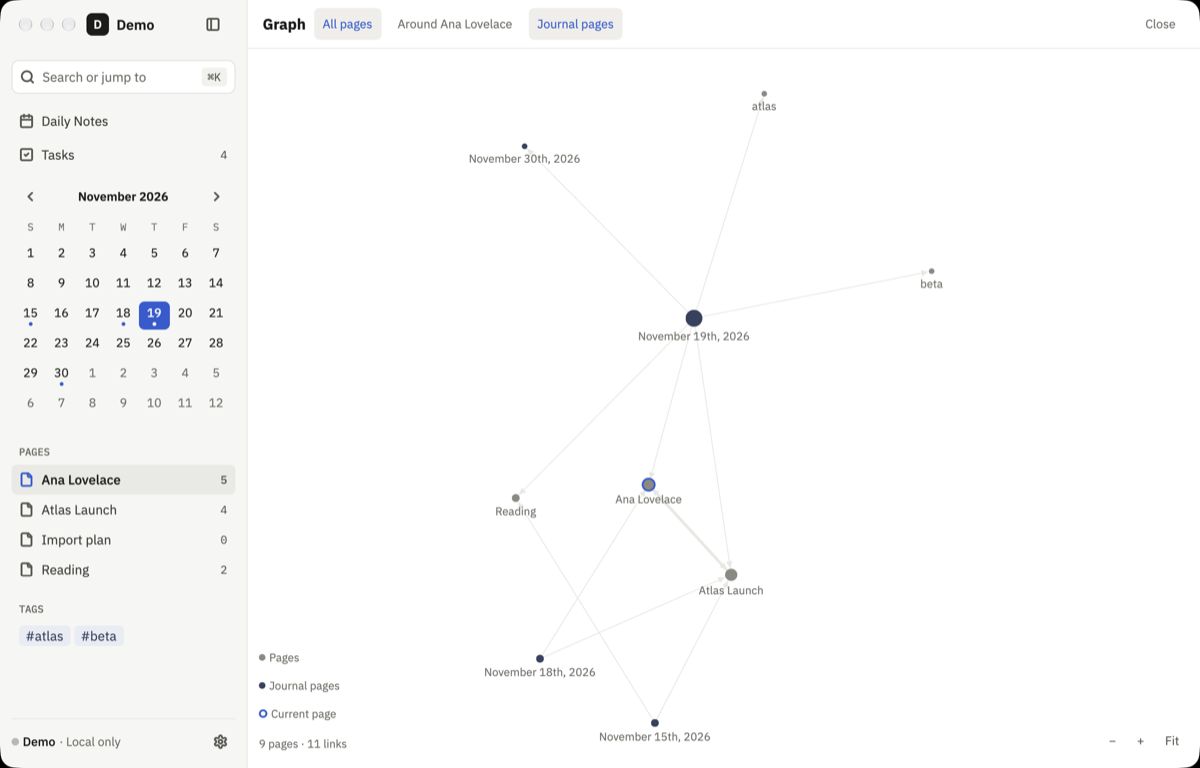 D Demo
Search or jump to ⌘K
Daily Notes
Tasks 4
November 2026
S M T W T F S
1 2 3 4 5 6 7
8 9 10 11 12 13 14
15 16 17 18 19 20 21
22 23 24 25 26 27 28
29 30 1 2 3 4 5
6 7 8 9 10 11 12
PAGES
Ana Lovelace 5
Atlas Launch 4
Import plan 0
Reading 2
TAGS
#atlas #beta
Demo · Local only
Graph All pages Around Ana Lovelace Journal pages Close
atlas
November 30th, 2026
beta
November 19th, 2026
Ana Lovelace
Reading
Atlas Launch
November 18th, 2026
November 15th, 2026
Pages
Journal pages
Current page
9 pages · 11 links
− + Fit